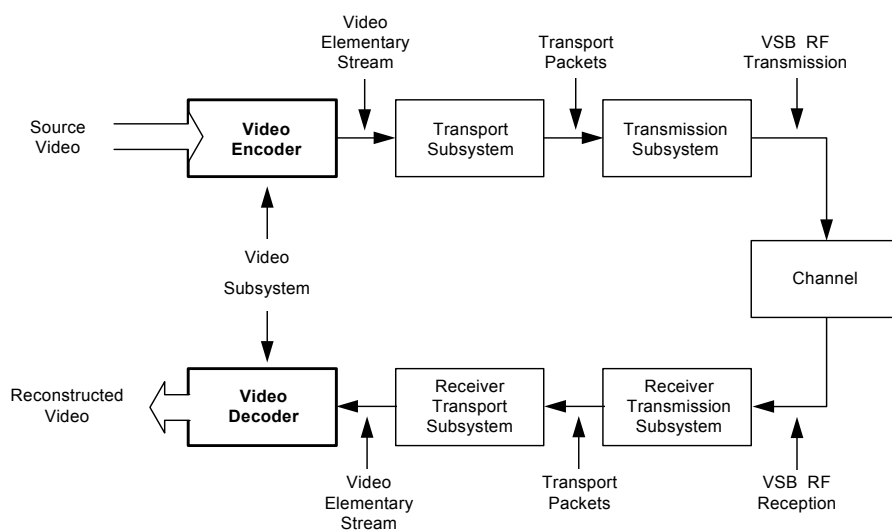 Video
Elementary
Stream
Transport
Packets
VSB RF
Transmission
Source
Video
Video
Encoder
Transport
Subsystem
Transmission
Subsystem
Video
Subsystem
Channel
Reconstructed
Video
Video
Decoder
Receiver
Transport
Subsystem
Receiver
Transmission
Subsystem
Video
Elementary
Stream
Transport
Packets
VSB RF
Reception